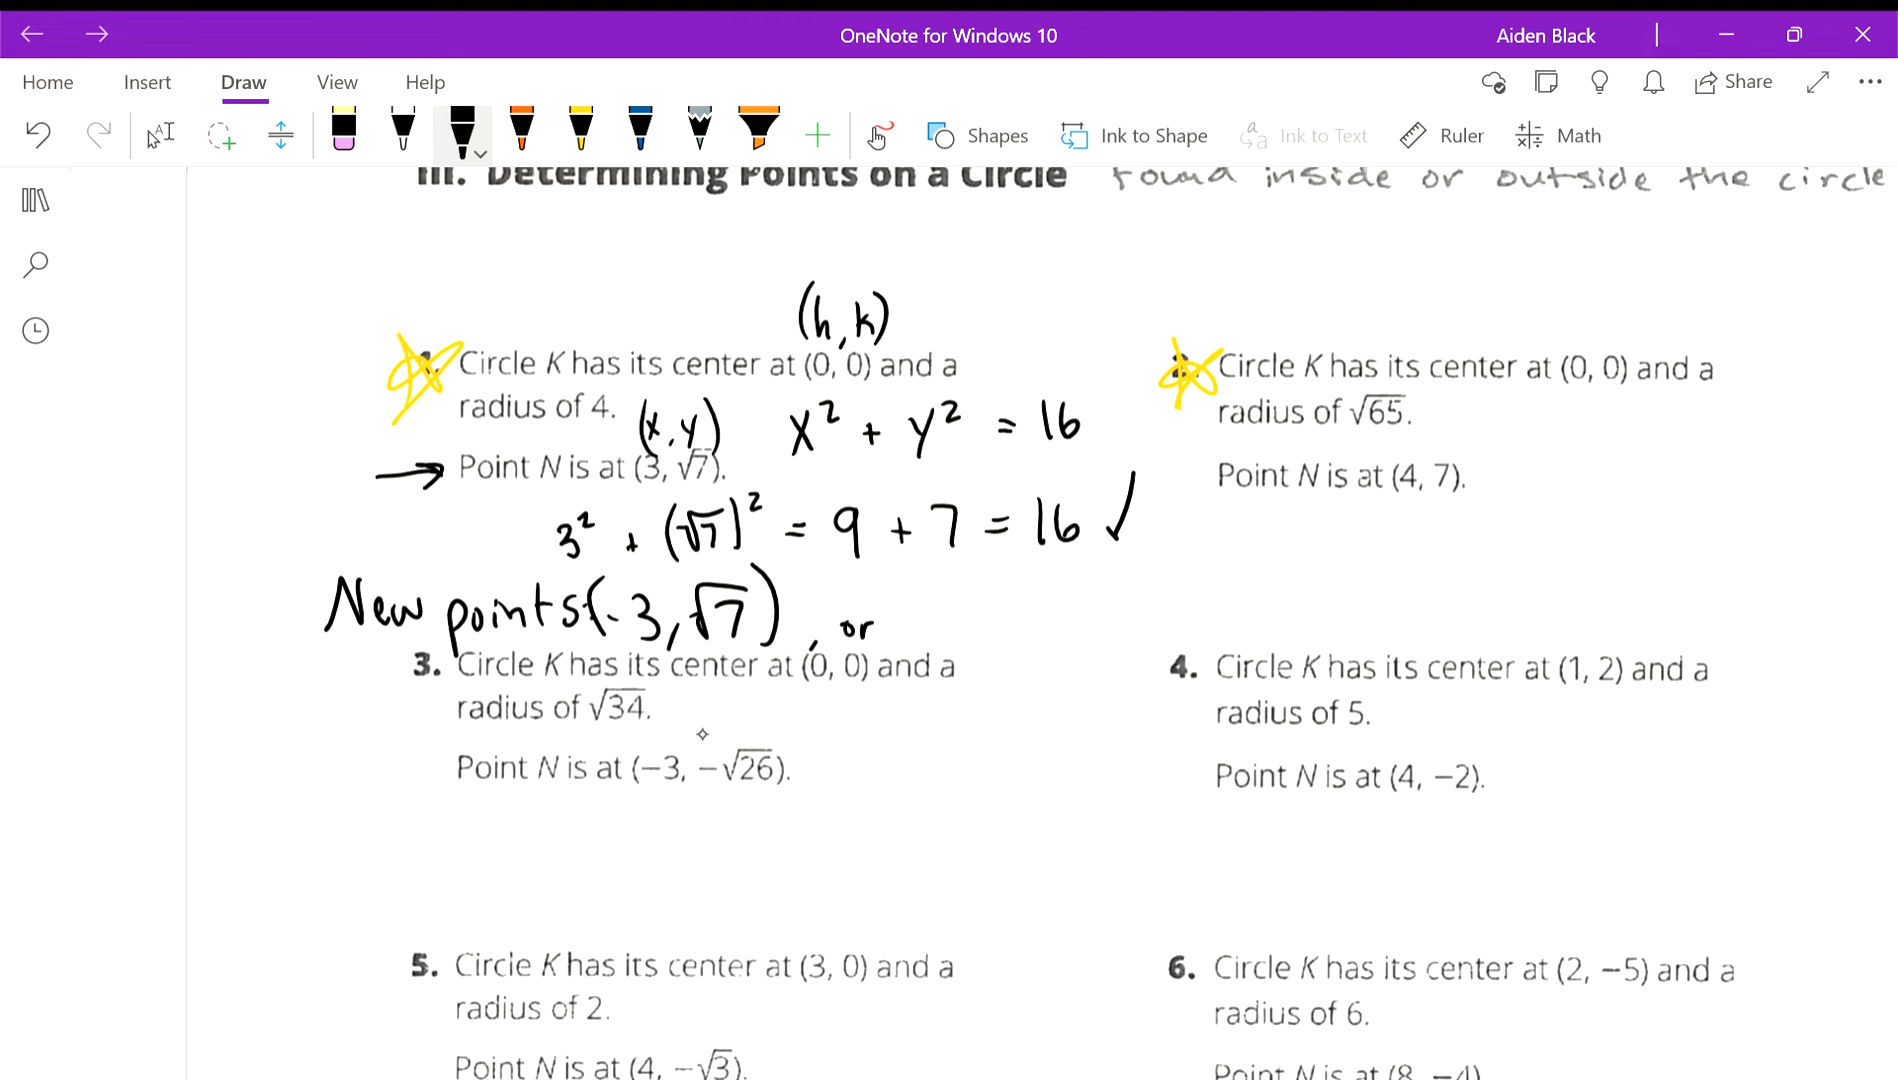 OneNote for Windows 10
Aiden Black
Home Insert Draw View Help
Share
Shapes Ink to Shape Ink to Text Ruler Math
III. Determining Points on a Circle found inside or outside the circle
(h, k)
Circle K has its center at (0, 0) and a
radius of 4.
(x, y) x² + y² = 16
Point N is at (3, √7).
3² + (√7)² = 9 + 7 = 16 ✓
New points (-3, √7), or
2. Circle K has its center at (0, 0) and a
radius of √65.
Point N is at (4, 7).
3. Circle K has its center at (0, 0) and a
radius of √34.
Point N is at (−3, −√26).
4. Circle K has its center at (1, 2) and a
radius of 5.
Point N is at (4, −2).
5. Circle K has its center at (3, 0) and a
radius of 2.
Point N is at (4, −√3).
6. Circle K has its center at (2, −5) and a
radius of 6.
Point N is at (8, −4)